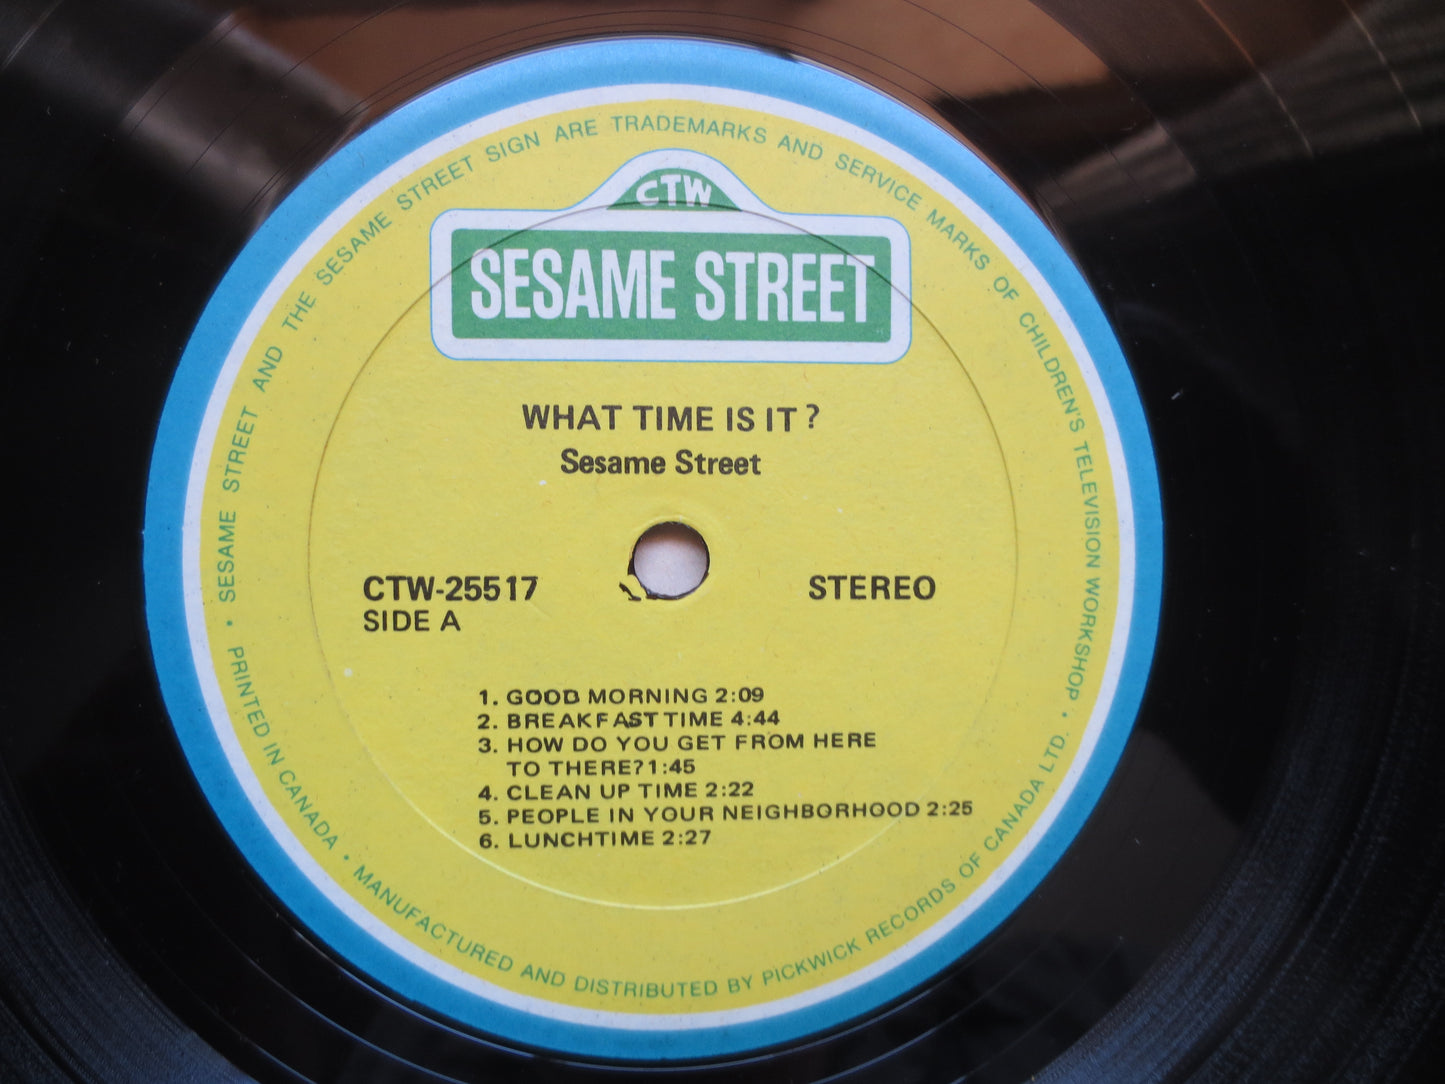 CTW
SESAME STREET
WHAT TIME IS IT?
Sesame Street
CTW-25517
SIDE A
STEREO
1. GOOD MORNING 2:09
2. BREAKFAST TIME 4:44
3. HOW DO YOU GET FROM HERE
TO THERE? 1:45
4. CLEAN UP TIME 2:22
5. PEOPLE IN YOUR NEIGHBORHOOD 2:25
6. LUNCHTIME 2:27
• SESAME STREET AND THE SESAME STREET SIGN ARE TRADEMARKS AND SERVICE MARKS OF CHILDREN'S TELEVISION WORKSHOP •
PRINTED IN CANADA • MANUFACTURED AND DISTRIBUTED BY PICKWICK RECORDS OF CANADA LTD.